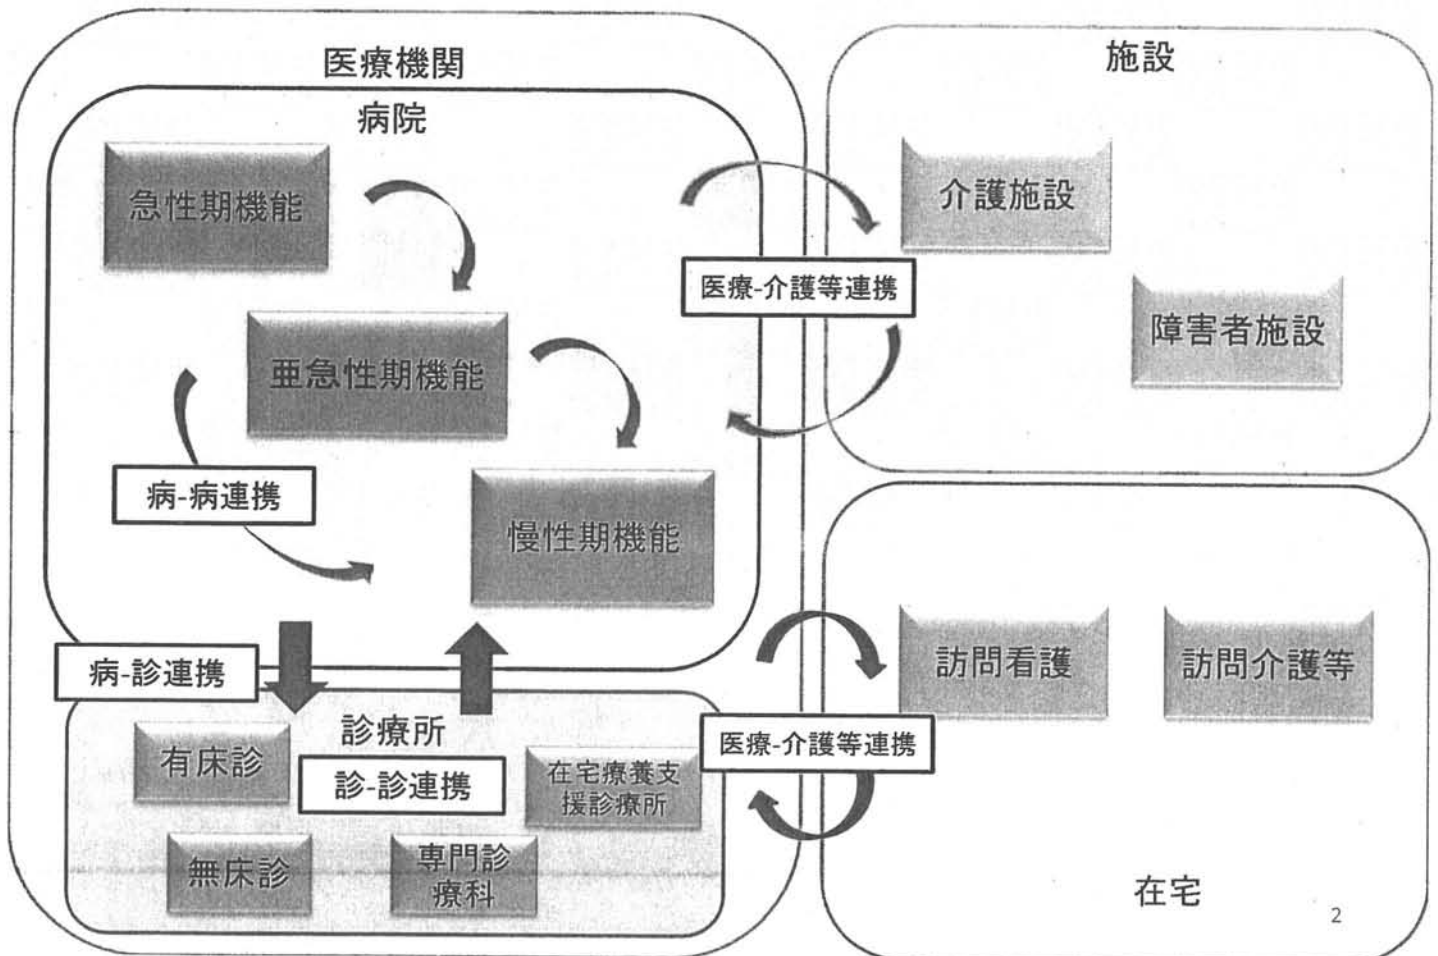 医療機関
病院
急性期機能
亜急性期機能
病-病連携
慢性期機能
医療-介護等連携
施設
介護施設
障害者施設
病-診連携
診療所
有床診
診-診連携
在宅療養支
援診療所
無床診
専門診
療科
医療-介護等連携
訪問看護
訪問介護等
在宅
2